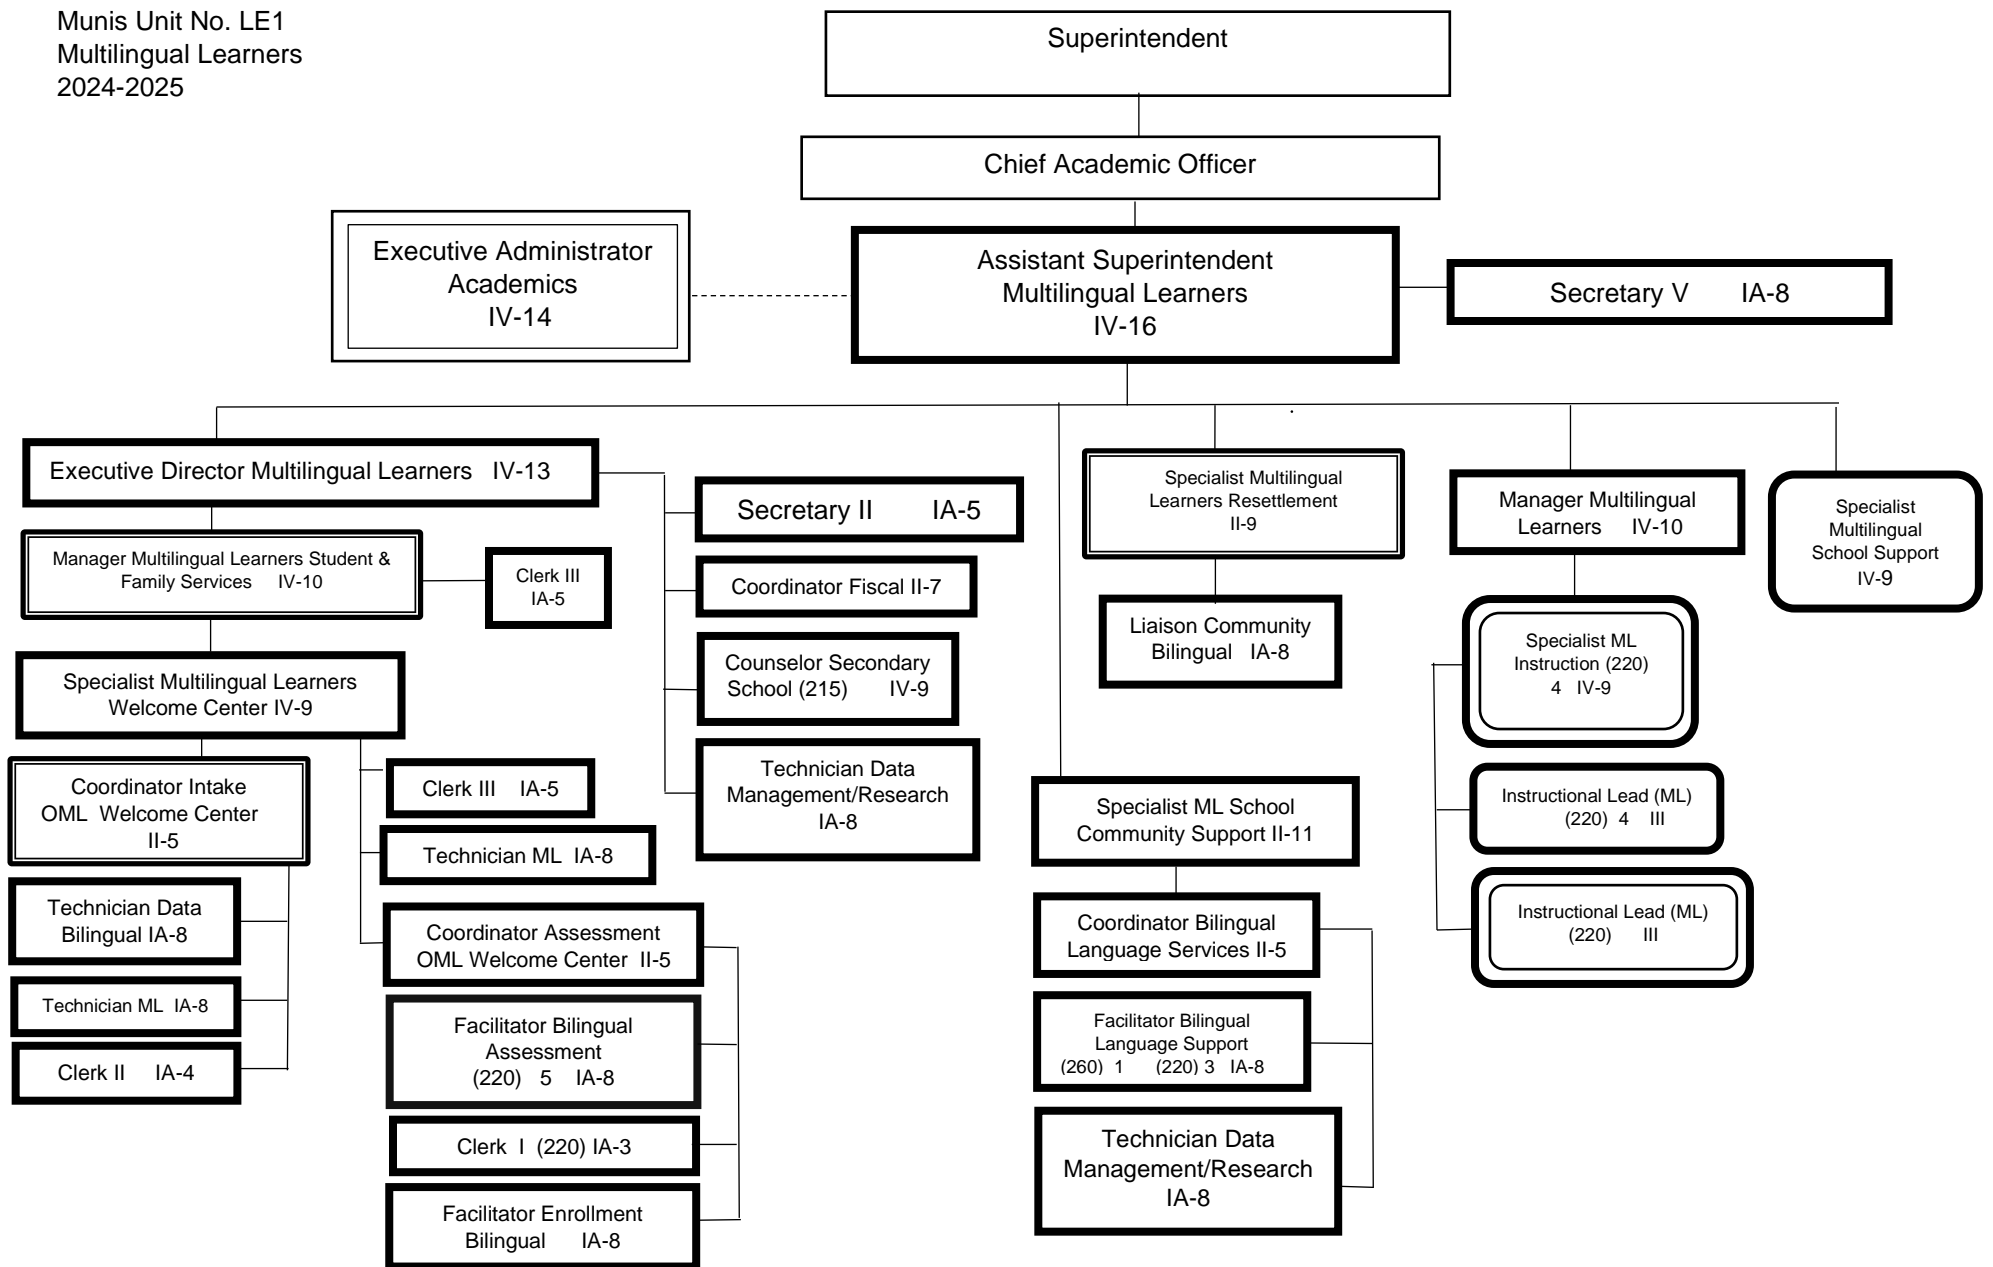 Munis Unit No. LE1
Multilingual Learners
2024-2025
Superintendent
Chief Academic Officer
Executive Administrator
Academics
IV-14
Assistant Superintendent
Multilingual Learners
IV-16
Secretary V IA-8
Executive Director Multilingual Learners IV-13
Manager Multilingual Learners Student &
Family Services IV-10
Clerk III
IA-5
Specialist Multilingual Learners
Welcome Center IV-9
Coordinator Intake
OML Welcome Center
II-5
Technician Data
Bilingual IA-8
Technician ML IA-8
Clerk II IA-4
Clerk III IA-5
Technician ML IA-8
Coordinator Assessment
OML Welcome Center II-5
Facilitator Bilingual
Assessment
(220) 5 IA-8
Clerk I (220) IA-3
Facilitator Enrollment
Bilingual IA-8
Secretary II IA-5
Coordinator Fiscal II-7
Counselor Secondary
School (215) IV-9
Technician Data
Management/Research
IA-8
Specialist Multilingual
Learners Resettlement
II-9
Liaison Community
Bilingual IA-8
Specialist ML School
Community Support II-11
Coordinator Bilingual
Language Services II-5
Facilitator Bilingual
Language Support
(260) 1 (220) 3 IA-8
Technician Data
Management/Research
IA-8
Manager Multilingual
Learners IV-10
Specialist ML
Instruction (220)
4 IV-9
Instructional Lead (ML)
(220) 4 III
Instructional Lead (ML)
(220) III
Specialist
Multilingual
School Support
IV-9